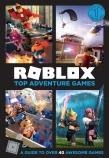 ROBLOX
TOP ADVENTURE GAMES
A GUIDE TO OVER 40 AWESOME GAMES